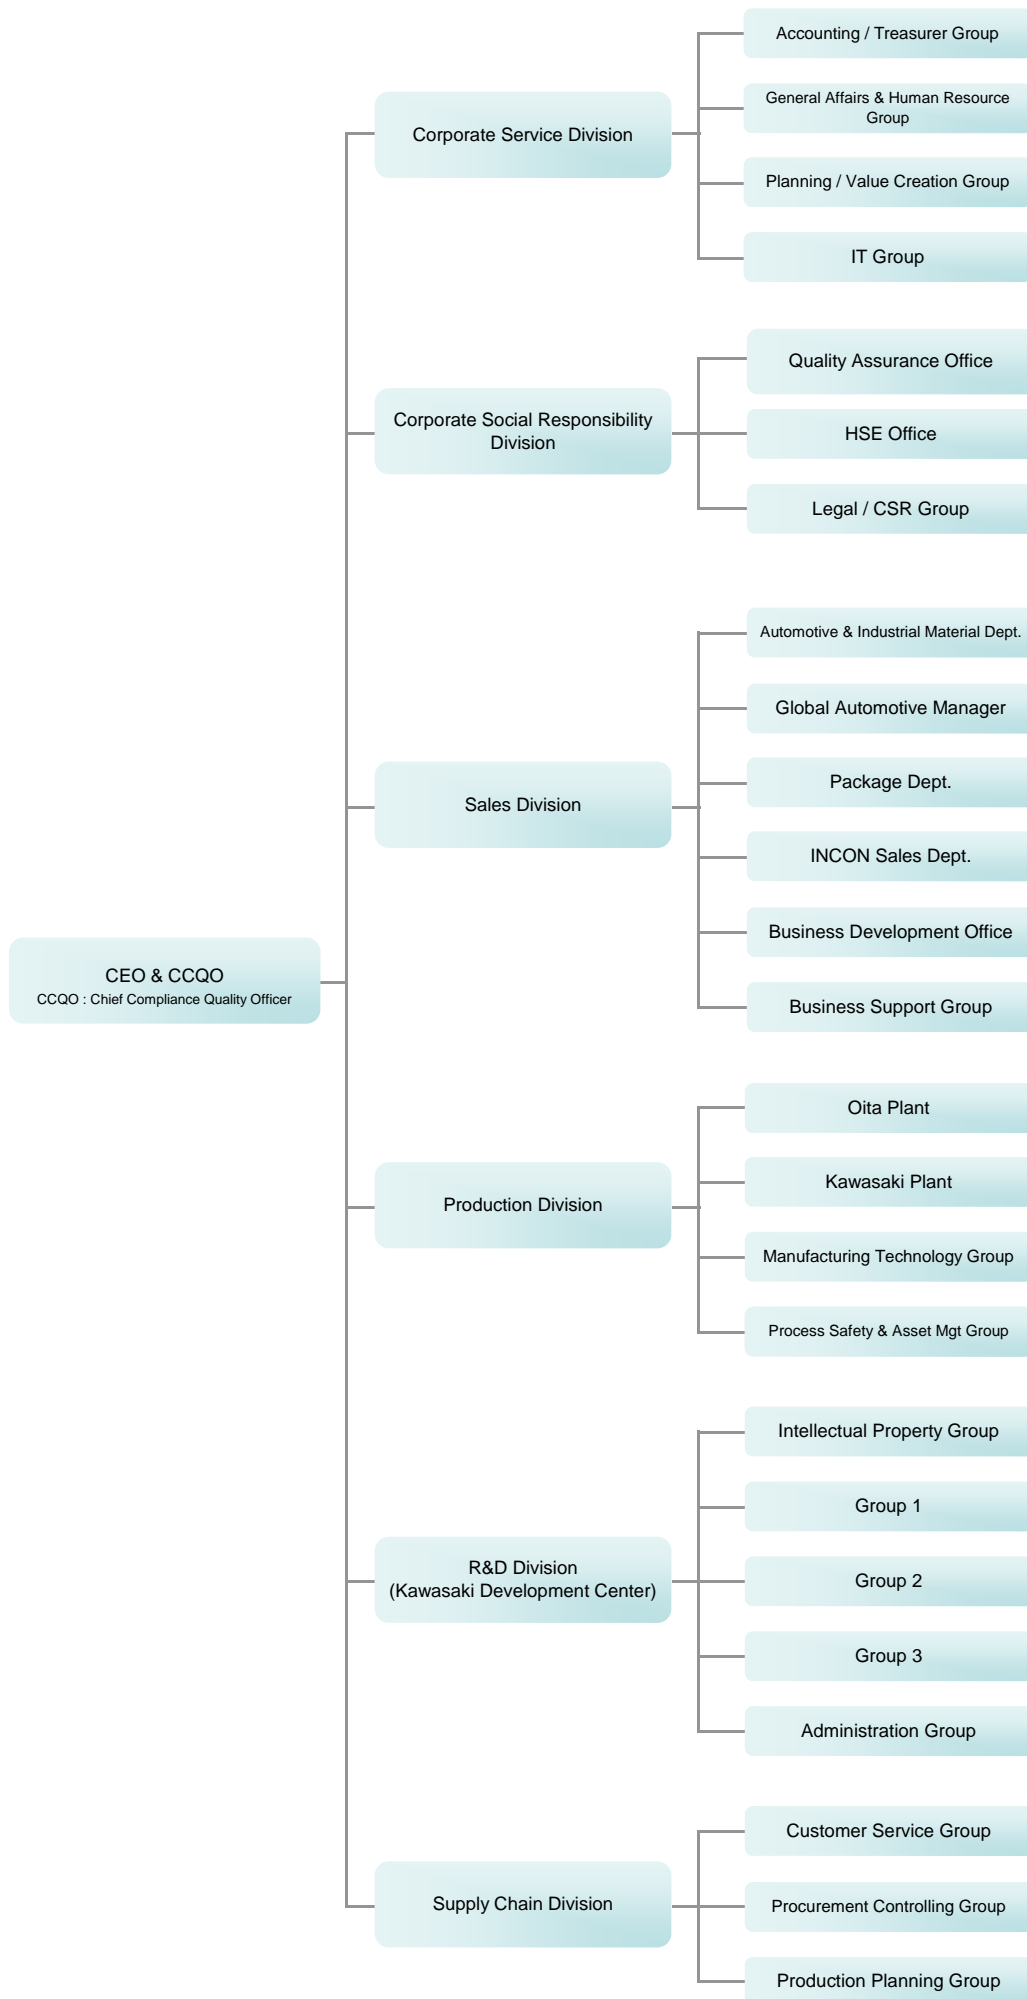 CEO & CCQO
CCQO : Chief Compliance Quality Officer
Corporate Service Division
Accounting / Treasurer Group
General Affairs & Human Resource
Group
Planning / Value Creation Group
IT Group
Corporate Social Responsibility
Division
Quality Assurance Office
HSE Office
Legal / CSR Group
Sales Division
Automotive & Industrial Material Dept.
Global Automotive Manager
Package Dept.
INCON Sales Dept.
Business Development Office
Business Support Group
Production Division
Oita Plant
Kawasaki Plant
Manufacturing Technology Group
Process Safety & Asset Mgt Group
R&D Division
(Kawasaki Development Center)
Intellectual Property Group
Group 1
Group 2
Group 3
Administration Group
Supply Chain Division
Customer Service Group
Procurement Controlling Group
Production Planning Group